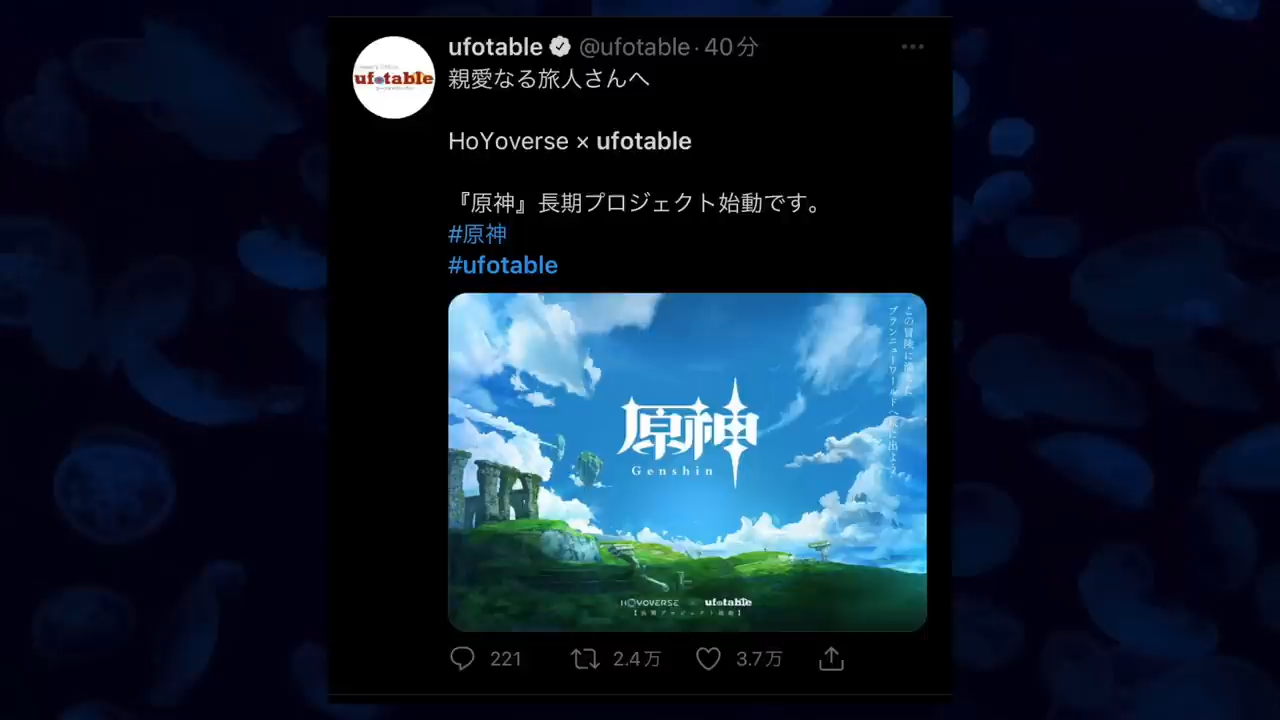 ufotable @ufotable · 40分
親愛なる旅人さんへ
HoYoverse × ufotable
『原神』長期プロジェクト始動です。
#原神
#ufotable
ufotable
この冒険に満ちた
ブランニューワールドへ旅に出よう
原神
Genshin
HOYOVERSE × ufotable
【長期プロジェクト始動】
221 2.4万 3.7万